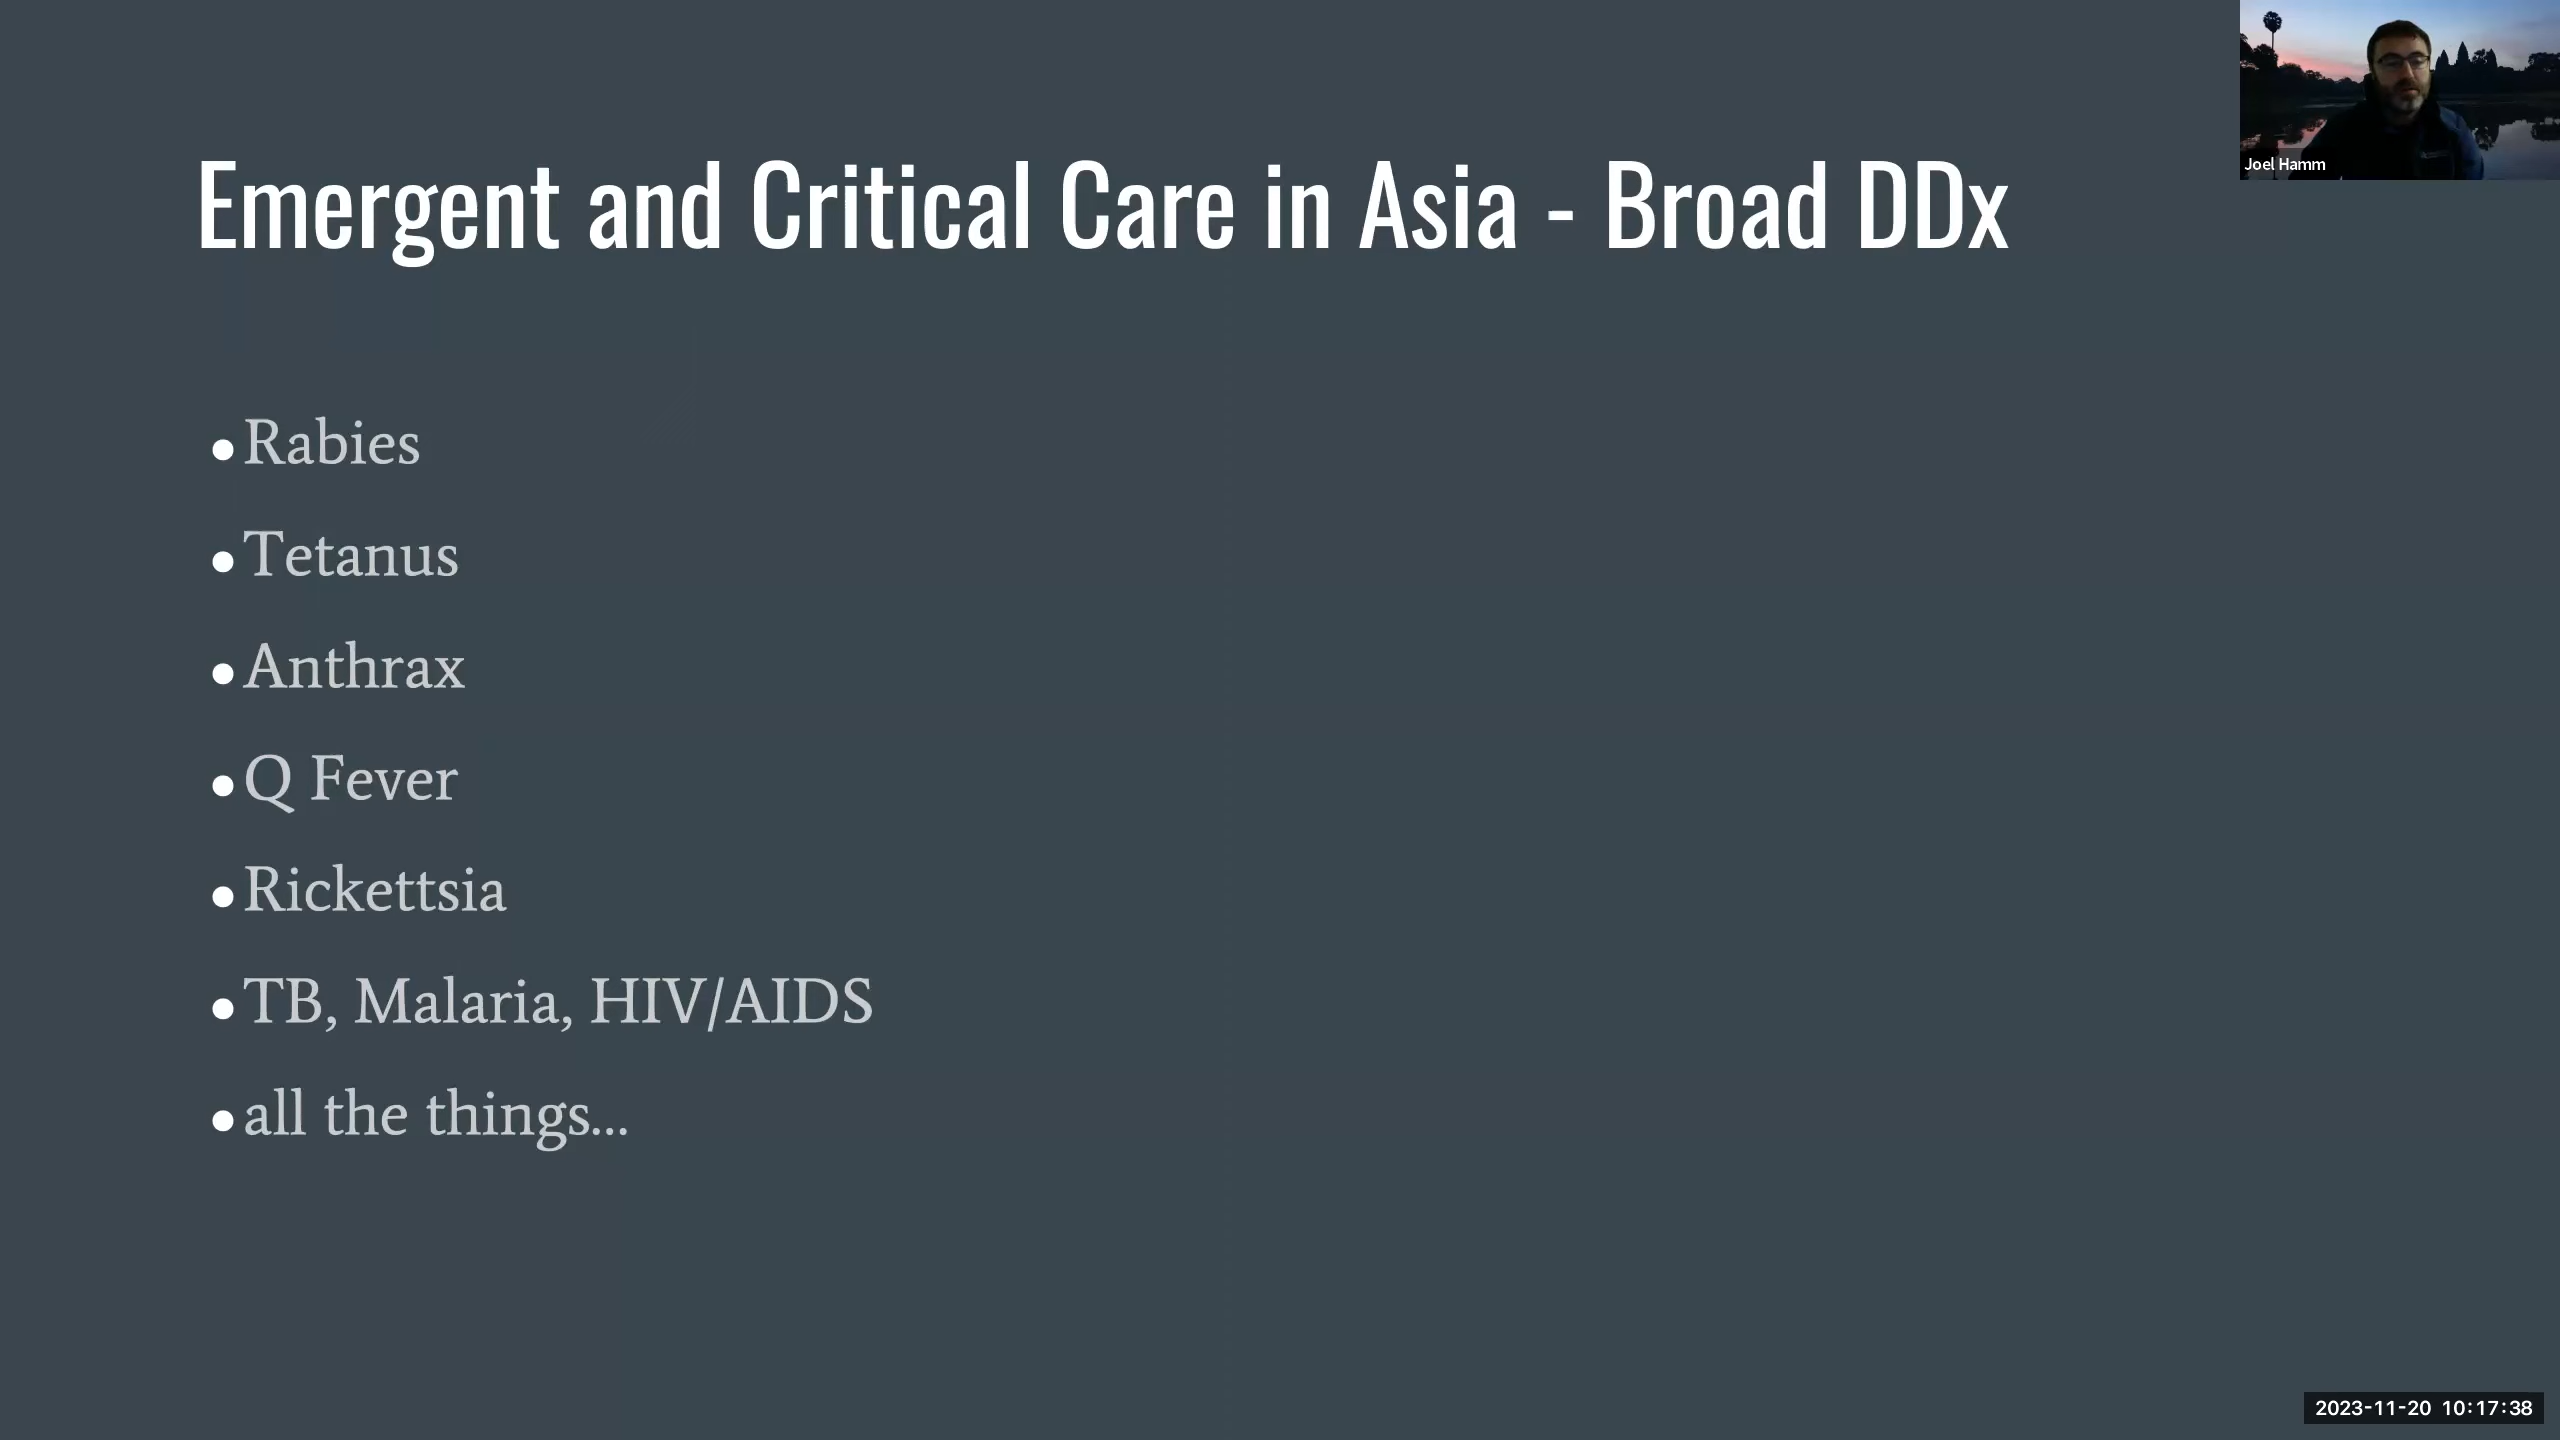 Joel Hamm
Emergent and Critical Care in Asia - Broad DDx
•Rabies
•Tetanus
•Anthrax
•Q Fever
•Rickettsia
•TB, Malaria, HIV/AIDS
•all the things...
2023-11-20 10:17:38